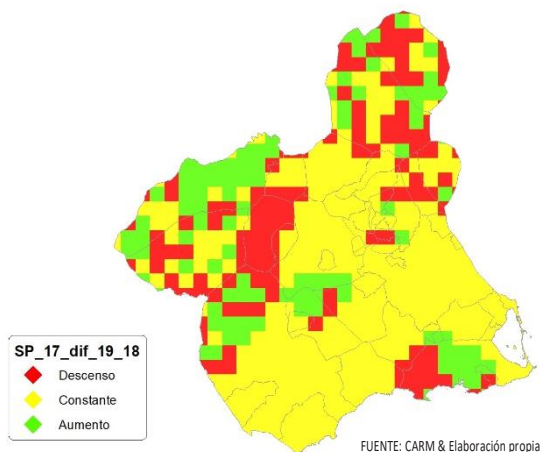 SP_17_dif_19_18
Descenso
Constante
Aumento
FUENTE: CARM & Elaboración propia